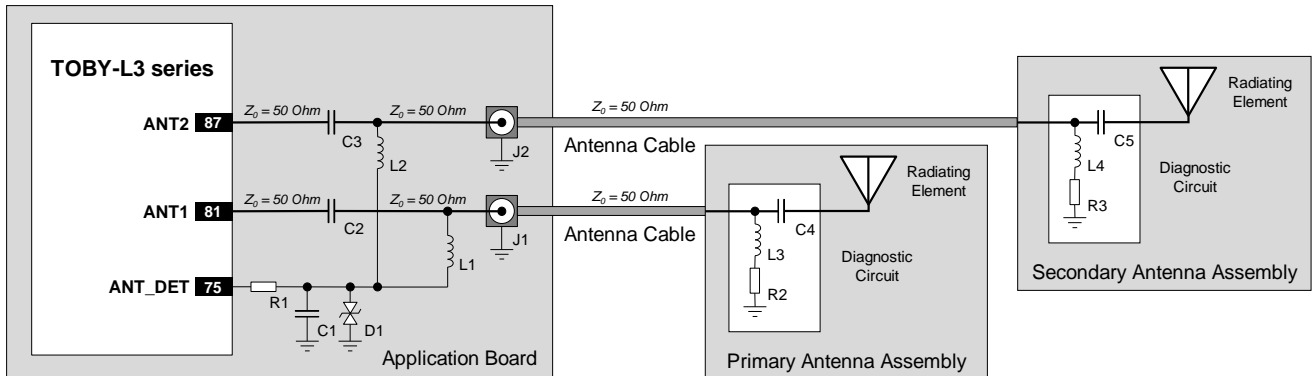 TOBY-L3 series
ANT2 87
Z0 = 50 Ohm
C3
Z0 = 50 Ohm
J2
L2
Z0 = 50 Ohm
Antenna Cable
ANT1 81
Z0 = 50 Ohm
C2
Z0 = 50 Ohm
J1
L1
Z0 = 50 Ohm
Antenna Cable
ANT_DET 75
R1
C1
D1
Application Board
Radiating
Element
C4
L3
R2
Diagnostic
Circuit
Primary Antenna Assembly
Radiating
Element
C5
L4
R3
Diagnostic
Circuit
Secondary Antenna Assembly